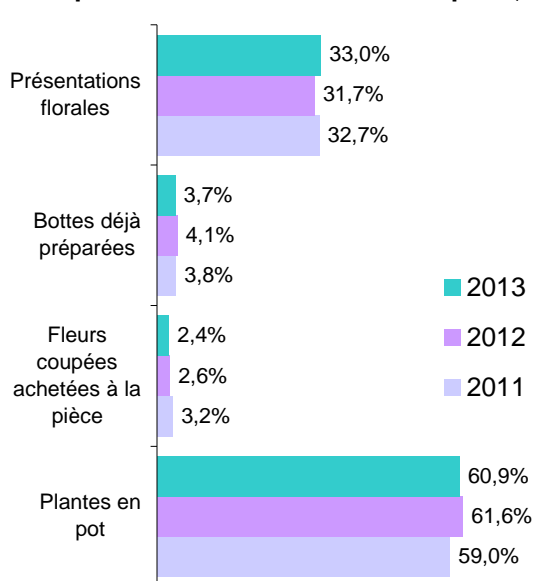 33,0%
Présentations
florales
31,7%
32,7%
3,7%
Bottes déjà
préparées
4,1%
3,8%
2013
Fleurs
coupées
achetées à la
pièce
2,4%
2012
2,6%
2011
3,2%
60,9%
Plantes en
pot
61,6%
59,0%